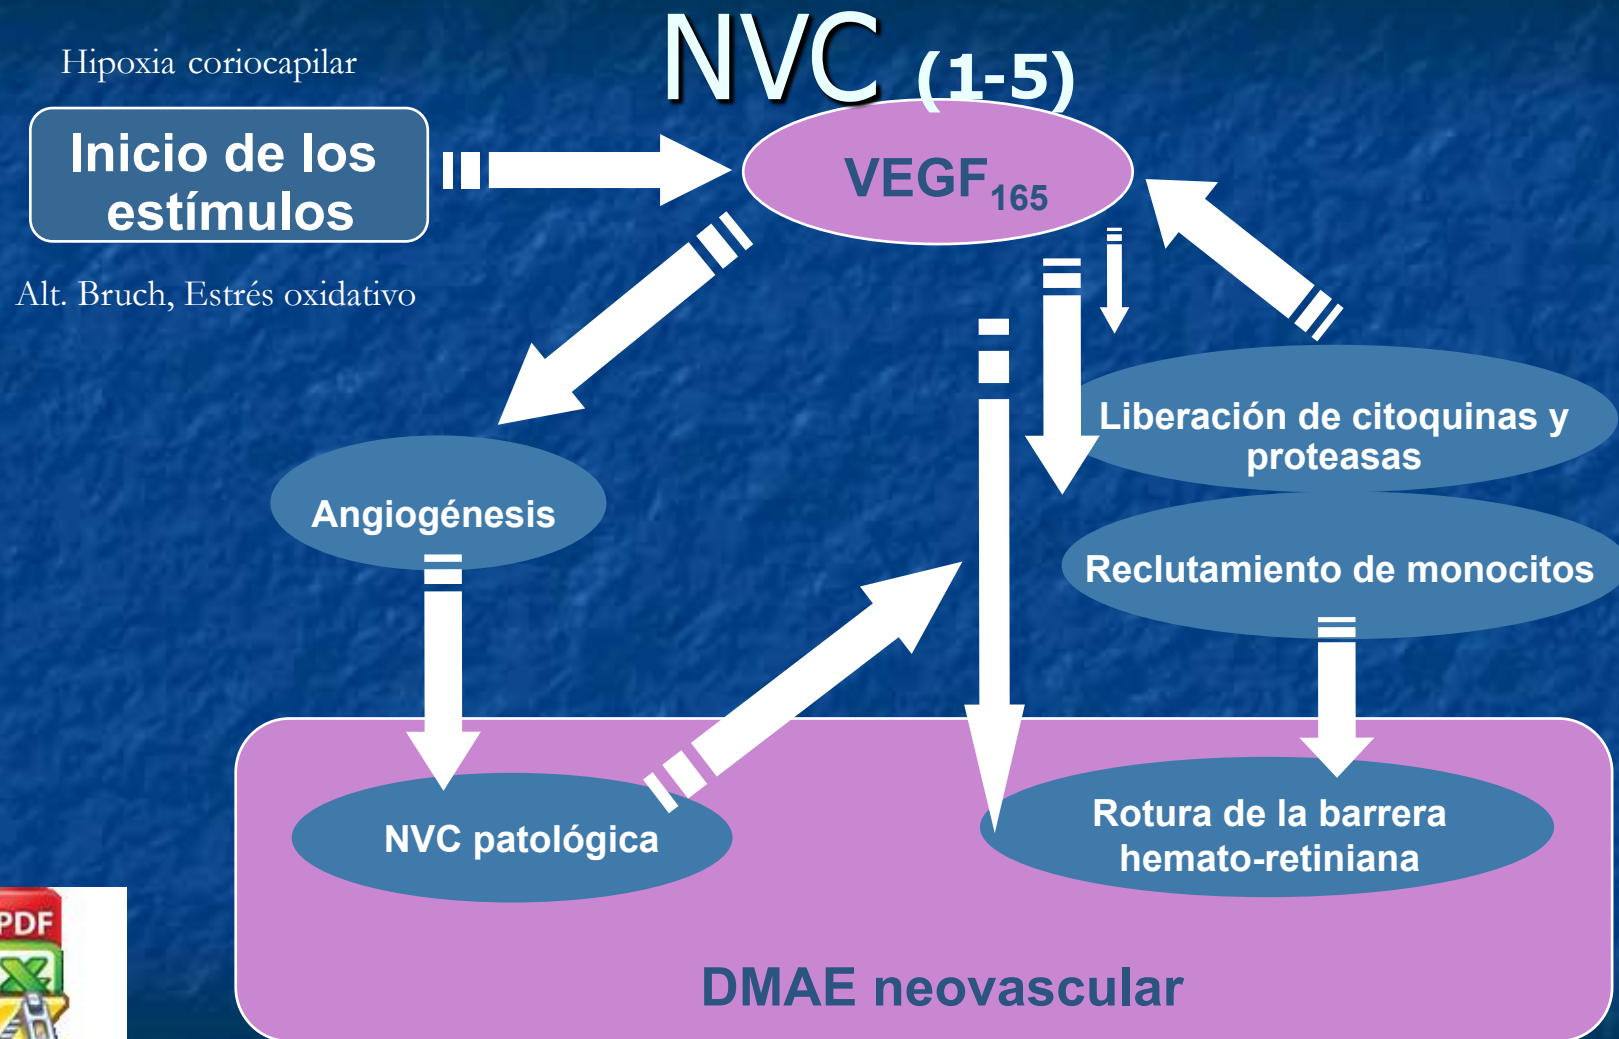 NVC (1-5)
Hipoxia coriocapilar
Inicio de los
estímulos
Alt. Bruch, Estrés oxidativo
VEGF165
Liberación de citoquinas y
proteasas
Angiogénesis
Reclutamiento de monocitos
NVC patológica
Rotura de la barrera
hemato-retiniana
DMAE neovascular
PDF